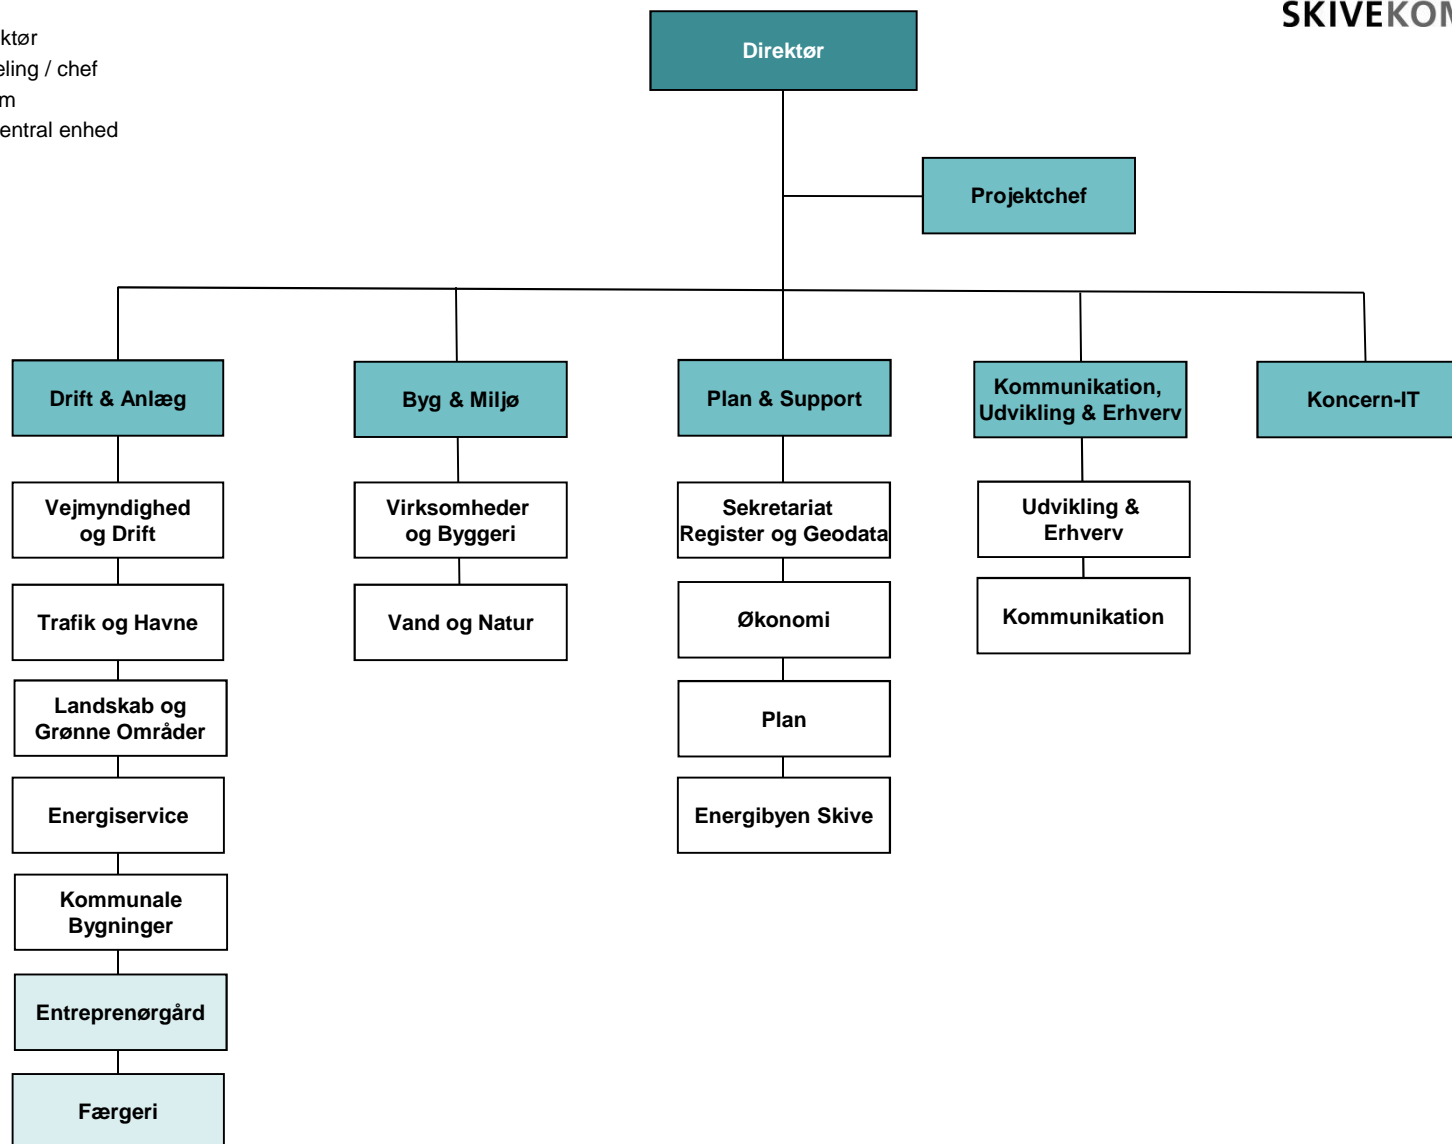 SKIVEKOM
ktør
eling / chef
m
entral enhed
Direktør
Projektchef
Drift & Anlæg
Byg & Miljø
Plan & Support
Kommunikation,
Udvikling & Erhverv
Koncern-IT
Vejmyndighed
og Drift
Trafik og Havne
Landskab og
Grønne Områder
Energiservice
Kommunale
Bygninger
Entreprenørgård
Færgeri
Virksomheder
og Byggeri
Vand og Natur
Sekretariat
Register og Geodata
Økonomi
Plan
Energibyen Skive
Udvikling &
Erhverv
Kommunikation